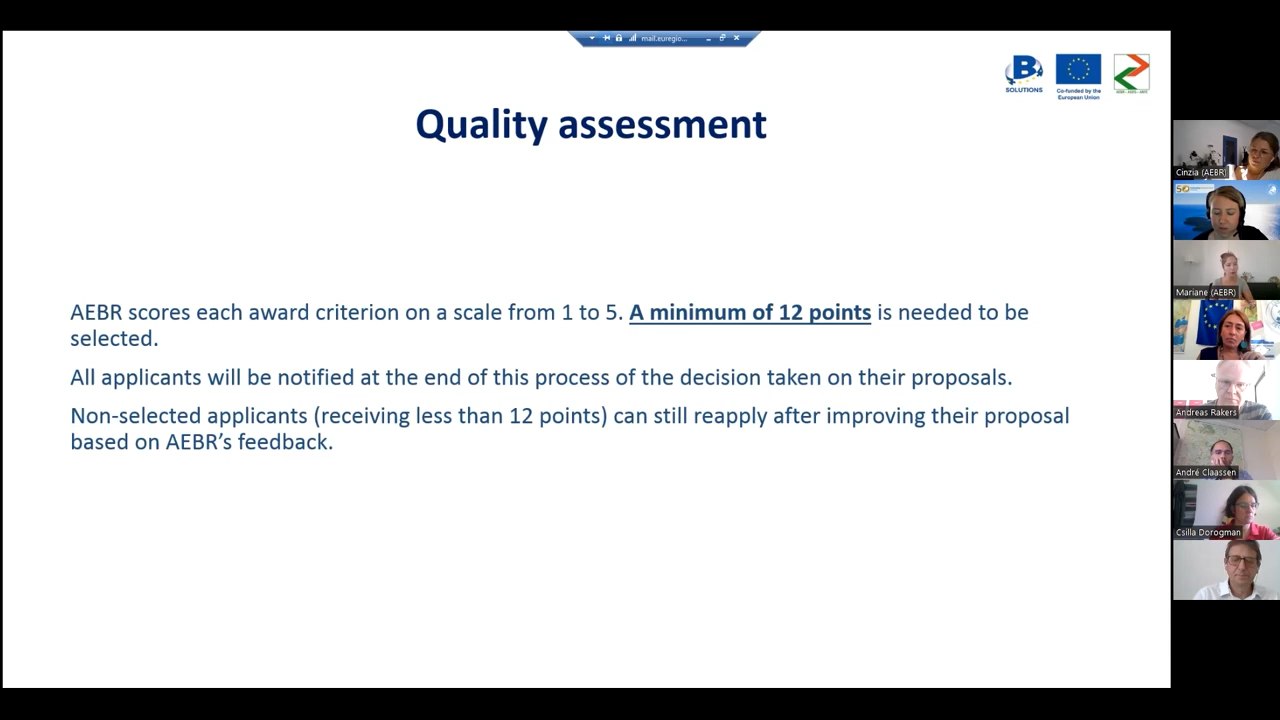 mail.euregio...
B
SOLUTIONS
Co-funded by the
European Union
Quality assessment
AEBR scores each award criterion on a scale from 1 to 5. A minimum of 12 points is needed to be
selected.
All applicants will be notified at the end of this process of the decision taken on their proposals.
Non-selected applicants (receiving less than 12 points) can still reapply after improving their proposal
based on AEBR’s feedback.
Cinzia (AEBR)
50
Mariane (AEBR)
Andreas Rakers
André Claassen
Csilla Dorogman